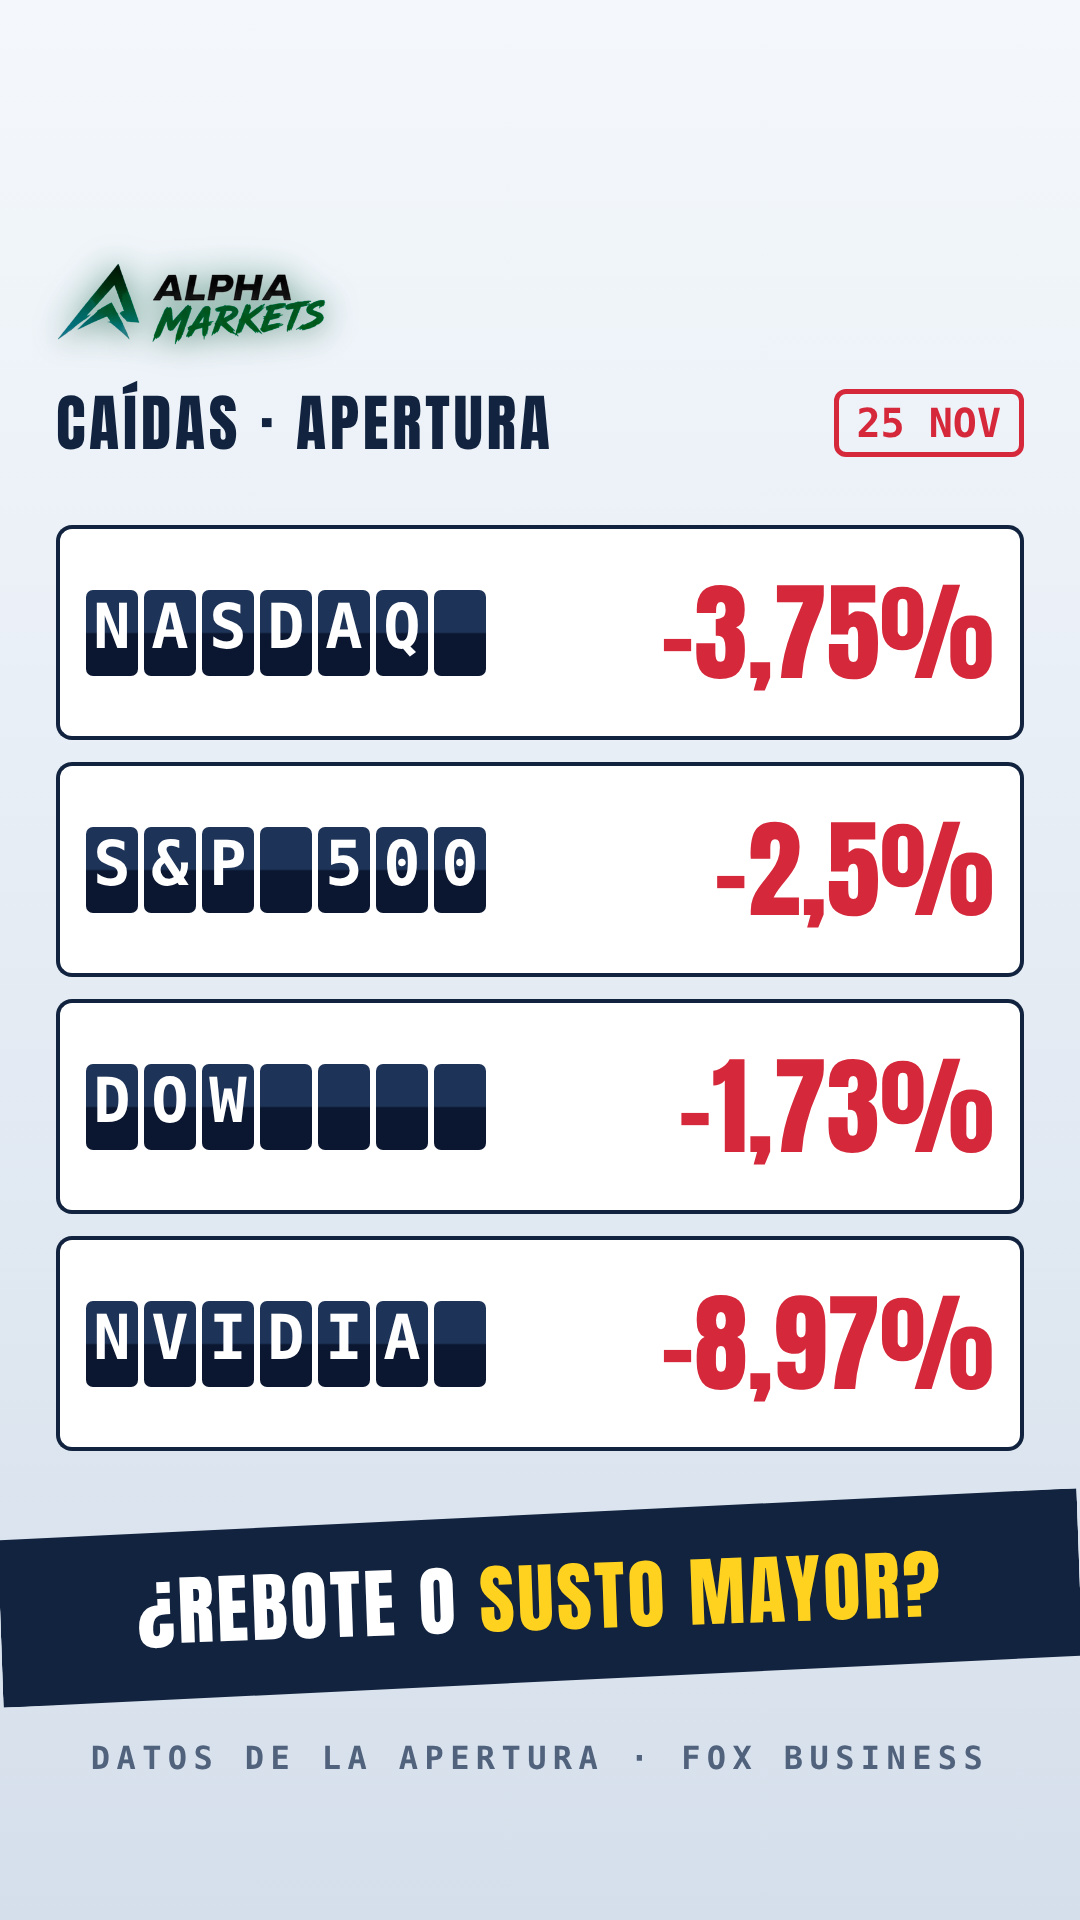 ALPHA
MARKETS
CAÍDAS · APERTURA
25 NOV
NASDAQ
-3,75%
S&P 500
-2,5%
DOW
-1,73%
NVIDIA
-8,97%
¿REBOTE O SUSTO MAYOR?
DATOS DE LA APERTURA · FOX BUSINESS